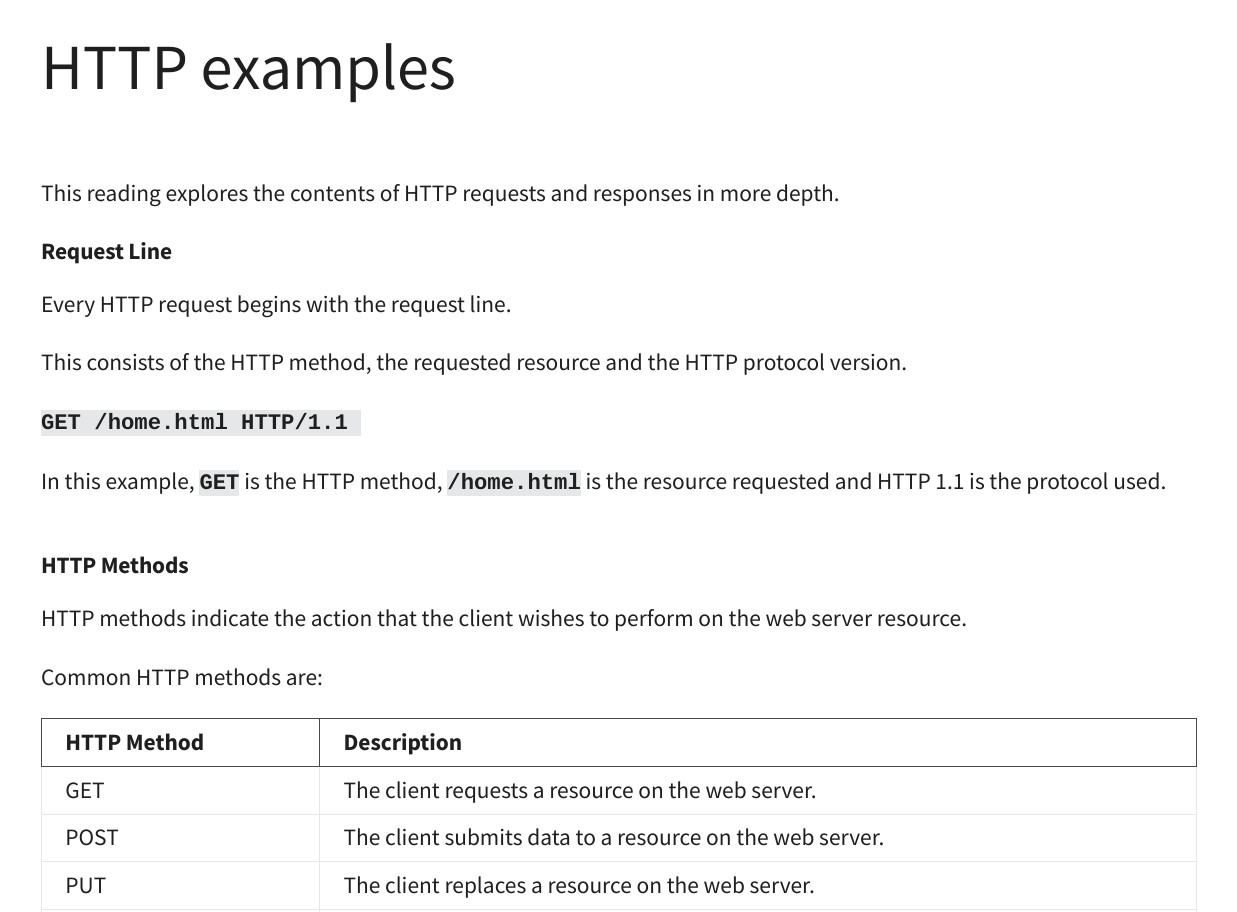 HTTP examples
This reading explores the contents of HTTP requests and responses in more depth.
Request Line
Every HTTP request begins with the request line.
This consists of the HTTP method, the requested resource and the HTTP protocol version.
GET /home.html HTTP/1.1
In this example, GET is the HTTP method, /home.html is the resource requested and HTTP 1.1 is the protocol used.
HTTP Methods
HTTP methods indicate the action that the client wishes to perform on the web server resource.
Common HTTP methods are:
HTTP Method Description
GET The client requests a resource on the web server.
POST The client submits data to a resource on the web server.
PUT The client replaces a resource on the web server.